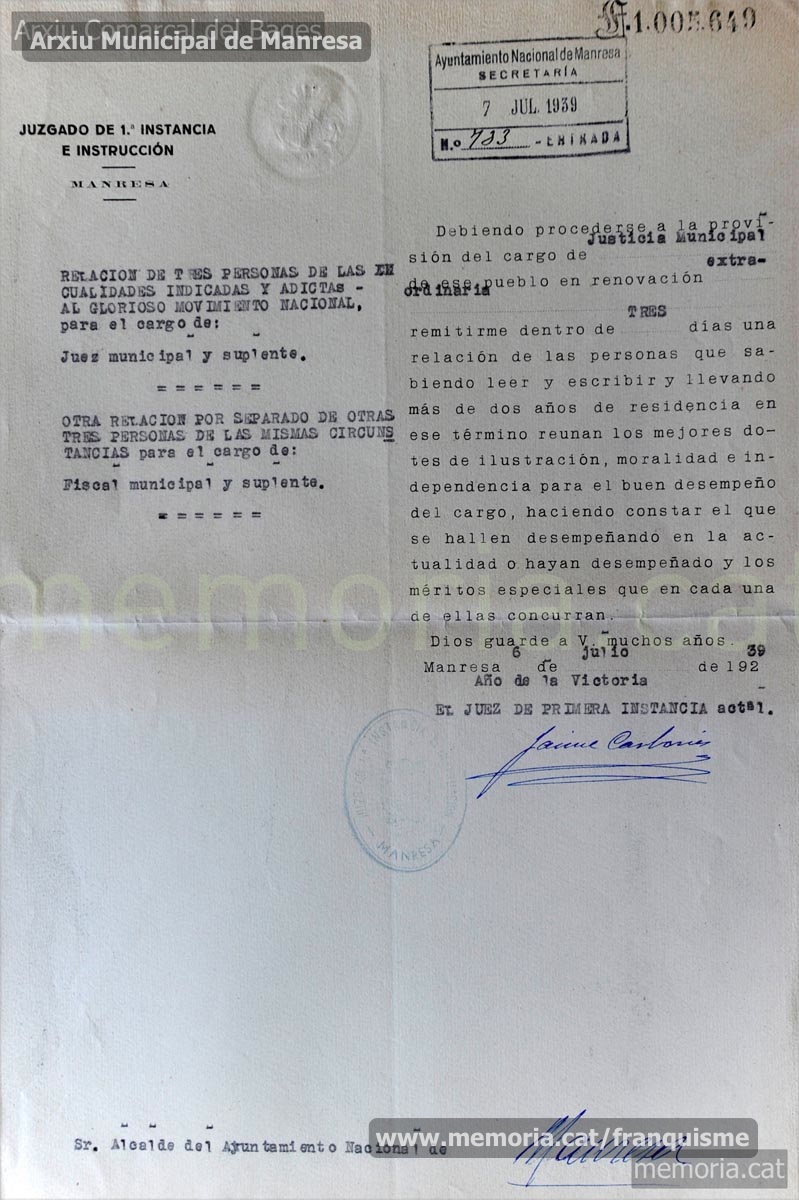 Arxiu Comarcal del Bages
Arxiu Municipal de Manresa
F.1.005.649
Ayuntamiento Nacional de Manresa
SECRETARÍA
7 JUL. 1939
N.o 783 - ENTRADA
JUZGADO DE 1.ª INSTANCIA
E INSTRUCCIÓN
MANRESA
RELACION DE TRES PERSONAS DE LAS IN
CUALIDADES INDICADAS Y ADICTAS -
AL GLORIOSO MOVIMIENTO NACIONAL,
para el cargo de:
Juez municipal y suplente.
= = = = = =
OTRA RELACION POR SEPARADO DE OTRAS
TRES PERSONAS DE LAS MISMAS CIRCUNS
TANCIAS para el cargo de:
Fiscal municipal y suplente.
= = = = = =
Debiendo procederse a la provi-
sión del cargo de Justicia Municipal
de ese pueblo en renovación extra-
ordinaria
remitirme dentro de TRES días una
relación de las personas que sa-
biendo leer y escribir y llevando
más de dos años de residencia en
ese término reunan los mejores do-
tes de ilustración, moralidad e in-
dependencia para el buen desempeño
del cargo, haciendo constar el que
se hallen desempeñando en la ac-
tualidad o hayan desempeñado y los
méritos especiales que en cada una
de ellas concurran.
Dios guarde a V. muchos años.
Manresa 6 de julio de 192 39
Año de la Victoria
EL JUEZ DE PRIMERA INSTANCIA actal.
Jaime
MANRESA
memoria.cat
Sr. Alcalde del Ayuntamiento Nacional de Manresa
www.memoria.cat/franquisme
memoria.cat